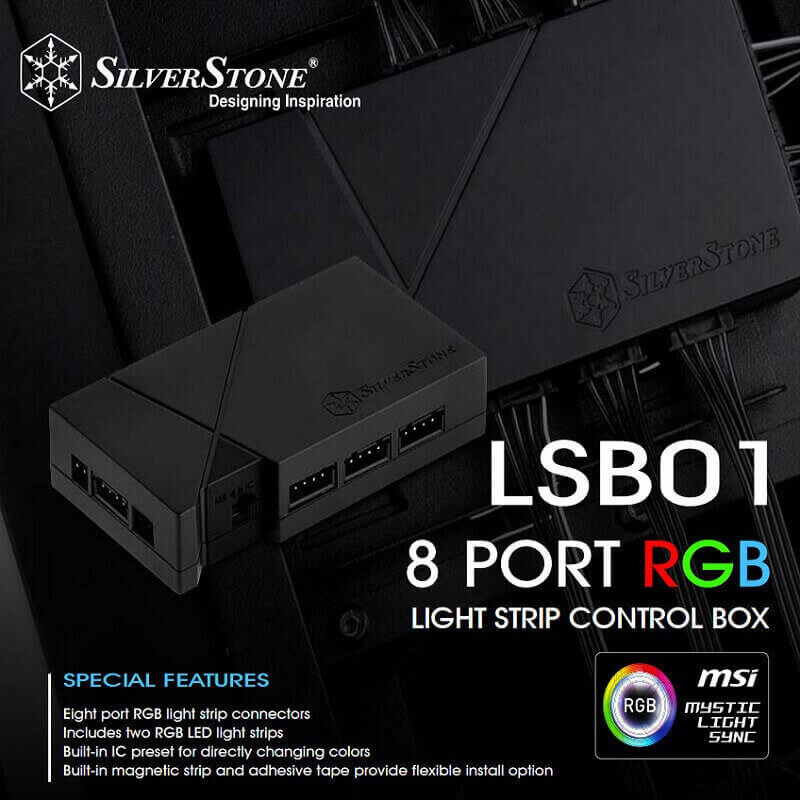 SILVERSTONE®
Designing Inspiration
SILVERSTONE
SILVERSTONE
MB ◄►IC
LSB01
8 PORT RGB
LIGHT STRIP CONTROL BOX
SPECIAL FEATURES
Eight port RGB light strip connectors
Includes two RGB LED light strips
Built-in IC preset for directly changing colors
Built-in magnetic strip and adhesive tape provide flexible install option
RGB
msi
MYSTIC
LIGHT
SYNC